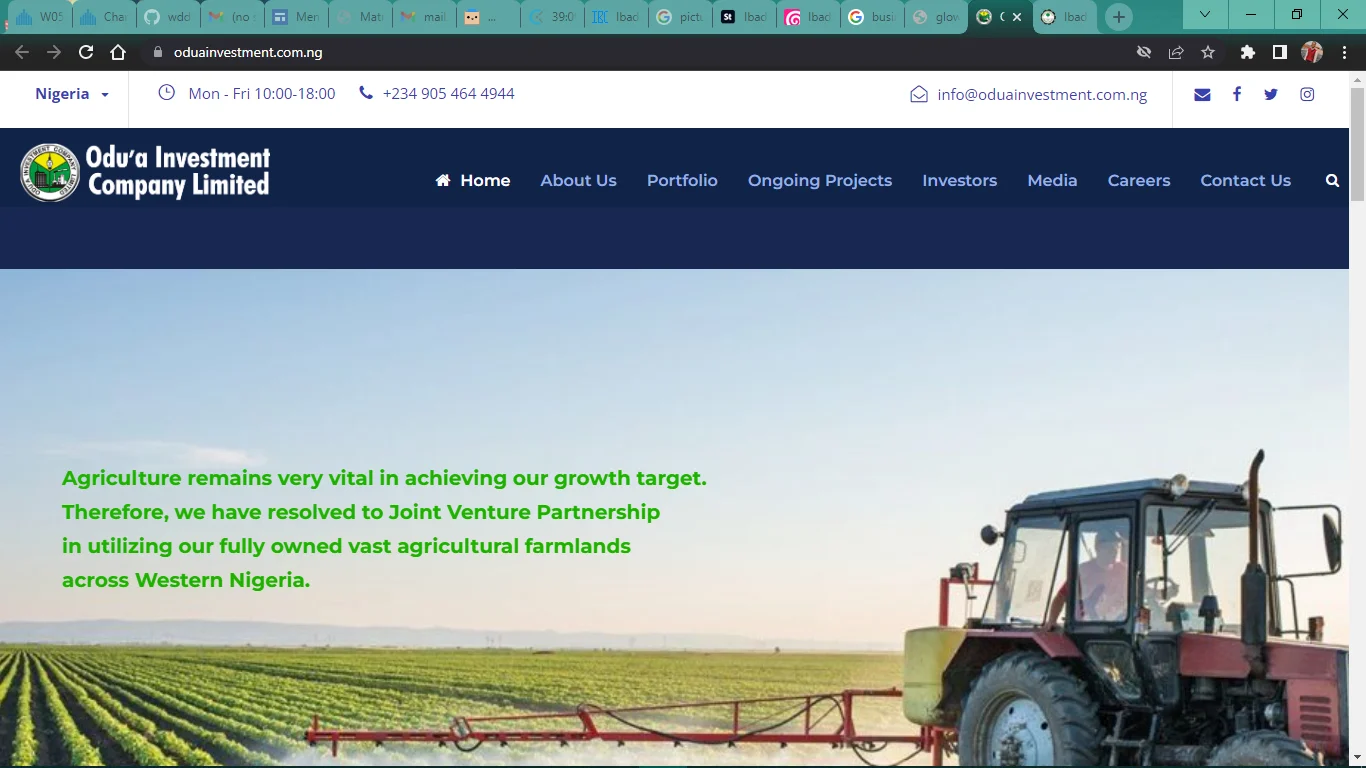 W05
Cha
wdd
(no s
Men
Mat
mail.
...
39:0
Ibad
pictu
St
Ibad
Ibad
busi
glow
Ibad
oduainvestment.com.ng
Nigeria
Mon - Fri 10:00-18:00
+234 905 464 4944
info@oduainvestment.com.ng
Odu'a Investment
Company Limited
Home
About Us
Portfolio
Ongoing Projects
Investors
Media
Careers
Contact Us
Agriculture remains very vital in achieving our growth target.
Therefore, we have resolved to Joint Venture Partnership
in utilizing our fully owned vast agricultural farmlands
across Western Nigeria.